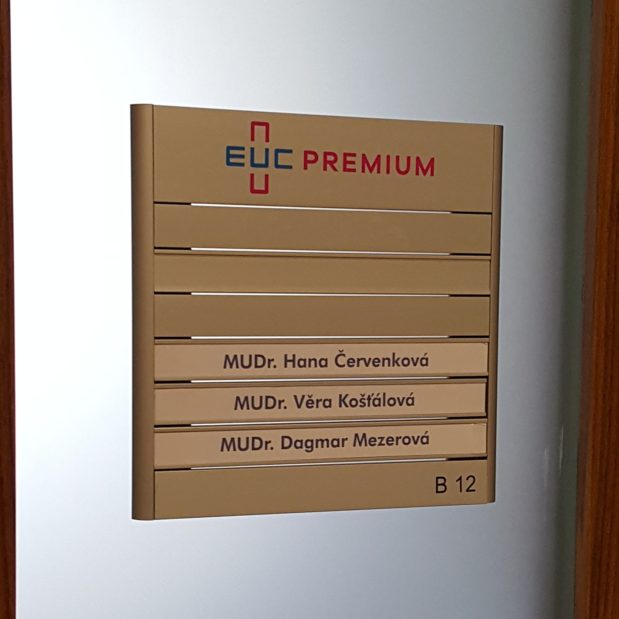 EUC PREMIUM
MUDr. Hana Červenková
MUDr. Věra Košťálová
MUDr. Dagmar Mezerová
B 12